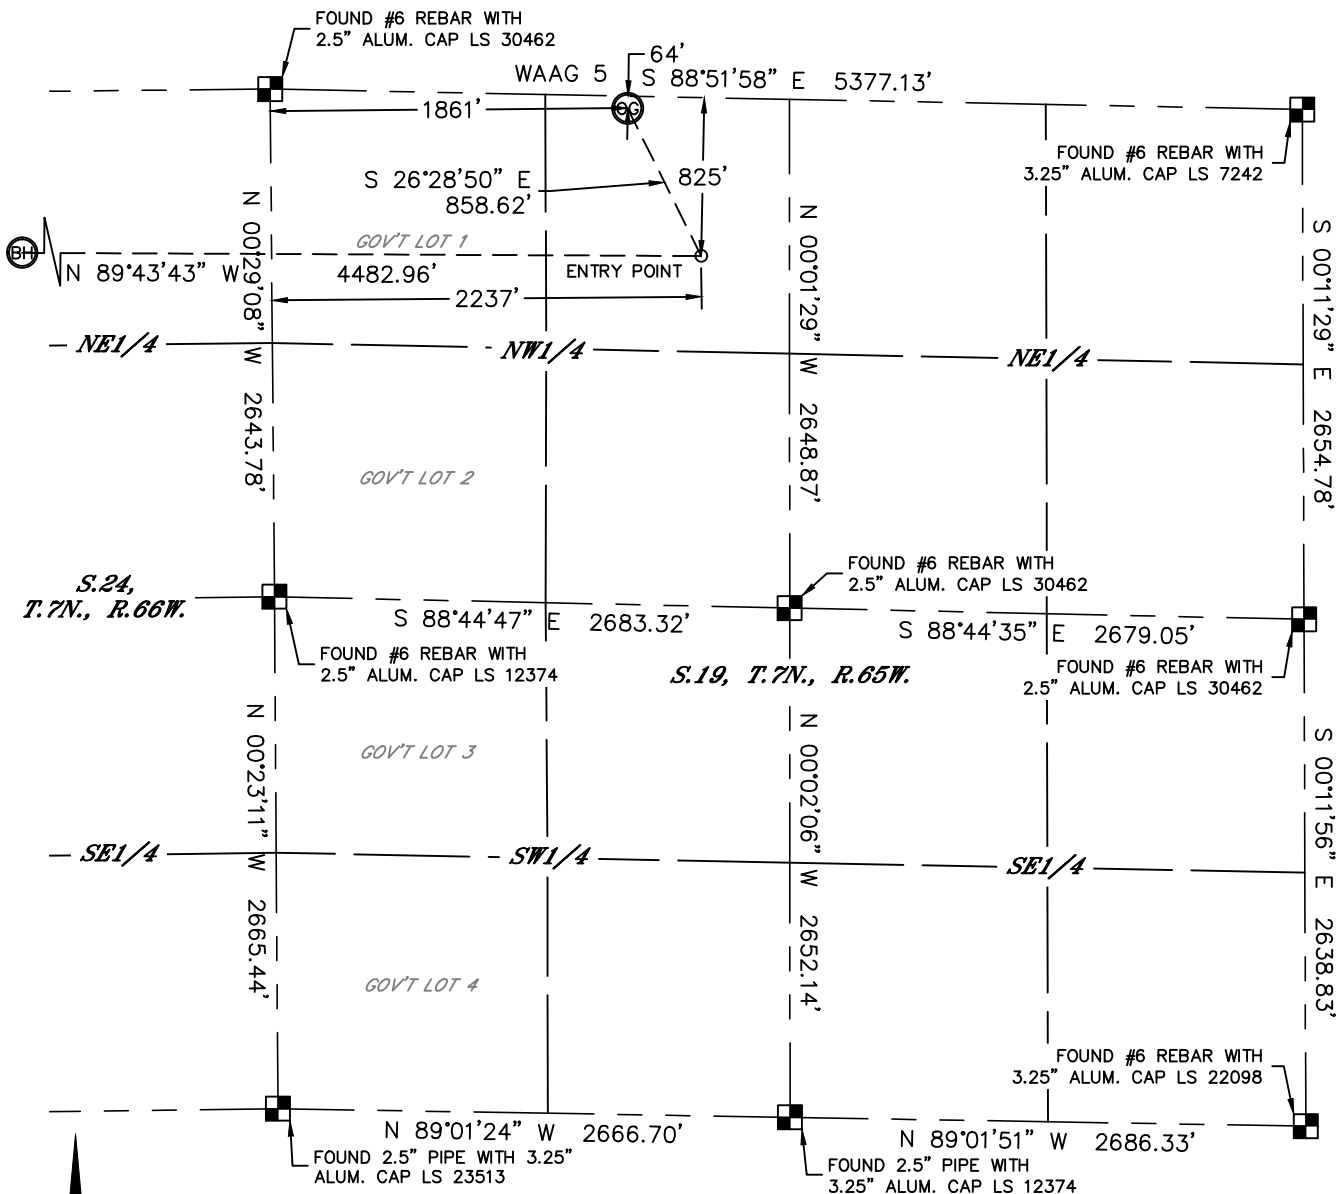 FOUND #6 REBAR WITH
2.5" ALUM. CAP LS 30462
64'
WAAG 5
S 88°51'58" E 5377.13'
OG
1861'
FOUND #6 REBAR WITH
3.25" ALUM. CAP LS 7242
S 26°28'50" E
858.62'
825'
N 00°29'08" W 2643.78'
N 00°01'29" W 2648.87'
S 00°11'29" E 2654.78'
GOV'T LOT 1
BH
N 89°43'43" W 4482.96'
ENTRY POINT
2237'
NE1/4
NW1/4
NE1/4
GOV'T LOT 2
FOUND #6 REBAR WITH
2.5" ALUM. CAP LS 30462
S.24,
T.7N., R.66W.
S 88°44'47" E 2683.32'
S 88°44'35" E 2679.05'
FOUND #6 REBAR WITH
2.5" ALUM. CAP LS 12374
S.19, T.7N., R.65W.
FOUND #6 REBAR WITH
2.5" ALUM. CAP LS 30462
N 00°23'11" W 2665.44'
N 00°02'06" W 2652.14'
S 00°11'56" E 2638.83'
GOV'T LOT 3
SE1/4
SW1/4
SE1/4
GOV'T LOT 4
FOUND #6 REBAR WITH
3.25" ALUM. CAP LS 22098
N 89°01'24" W 2666.70'
N 89°01'51" W 2686.33'
FOUND 2.5" PIPE WITH 3.25"
ALUM. CAP LS 23513
FOUND 2.5" PIPE WITH
3.25" ALUM. CAP LS 12374